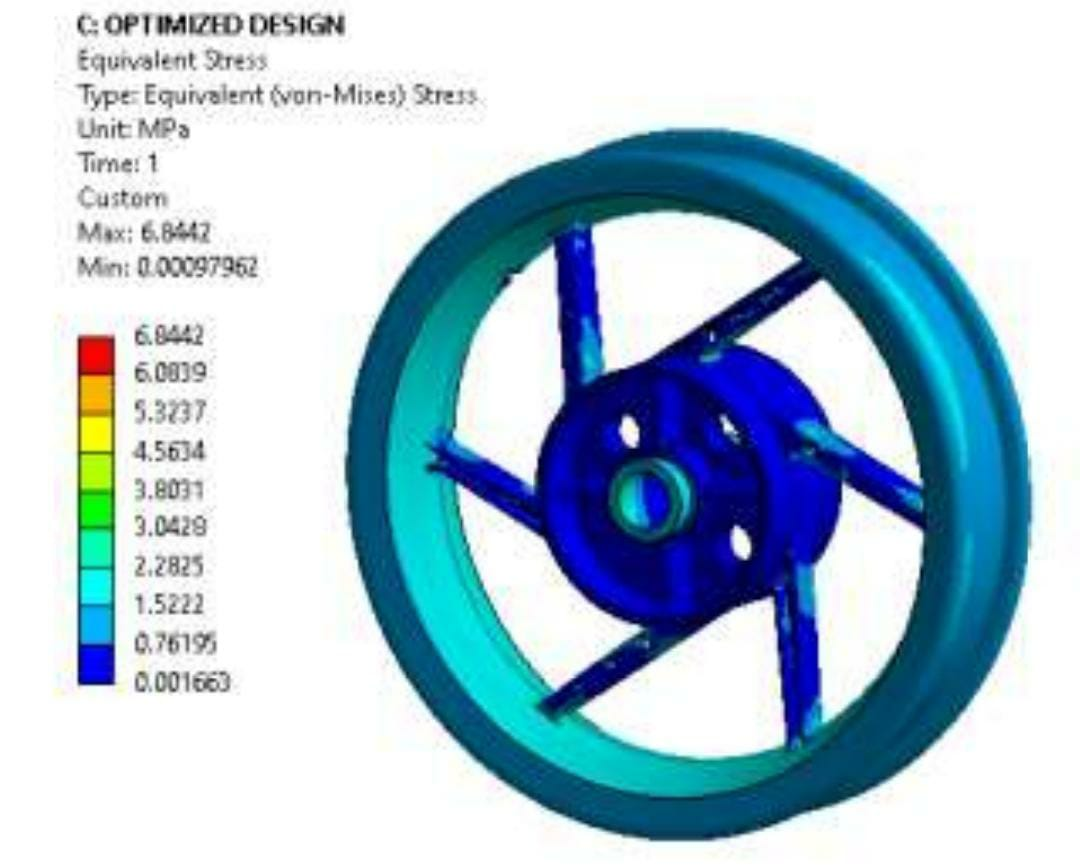 C: OPTIMIZED DESIGN
Equivalent Stress
Type: Equivalent (von-Mises) Stress
Unit: MPa
Time: 1
Custom
Max: 6.8442
Min: 0.00097962
6.8442
6.0839
5.3237
4.5634
3.8031
3.0428
2.2825
1.5222
0.76195
0.001663